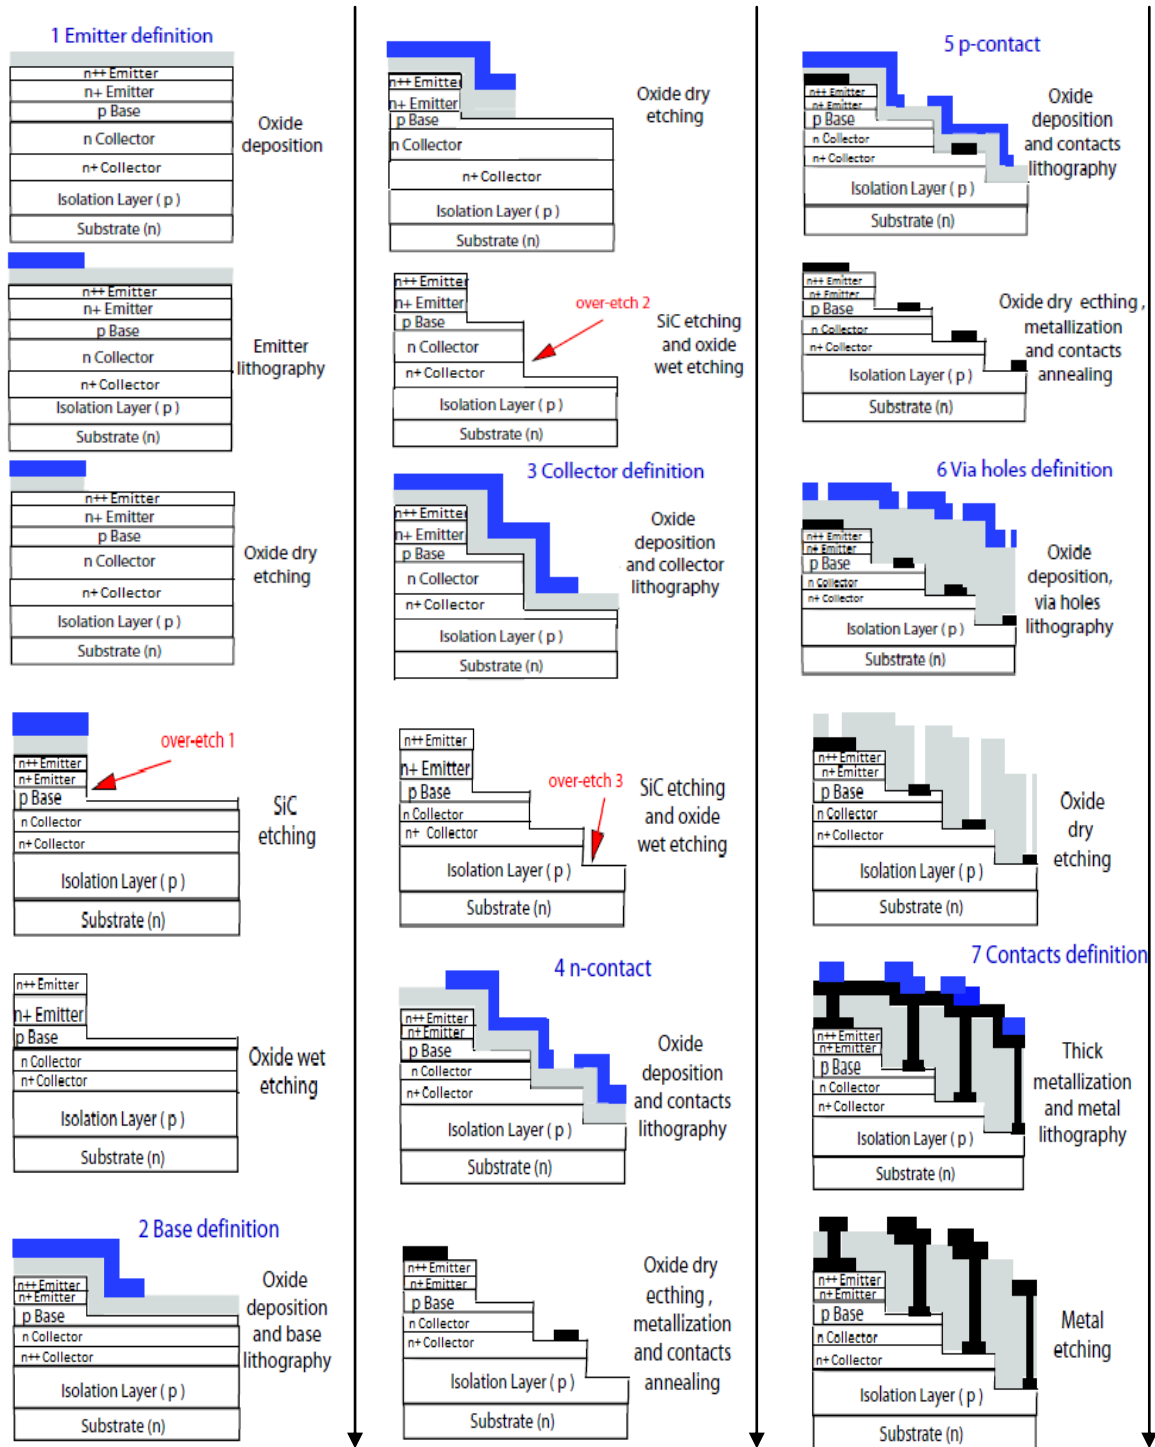 1 Emitter definition
n++ Emitter
n+ Emitter
p Base
n Collector
n+ Collector
Isolation Layer ( p )
Substrate (n)
Oxide
deposition
n++ Emitter
n+ Emitter
p Base
n Collector
n+ Collector
Isolation Layer ( p )
Substrate (n)
Emitter
lithography
n++ Emitter
n+ Emitter
p Base
n Collector
n+ Collector
Isolation Layer ( p )
Substrate (n)
Oxide dry
etching
over-etch 1
n++ Emitter
n+ Emitter
p Base
n Collector
n+ Collector
Isolation Layer ( p )
Substrate (n)
SiC
etching
n++ Emitter
n+ Emitter
p Base
n Collector
n+ Collector
Isolation Layer ( p )
Substrate (n)
Oxide wet
etching
2 Base definition
n++ Emitter
n+ Emitter
p Base
n Collector
n++ Collector
Isolation Layer ( p )
Substrate (n)
Oxide
deposition
and base
lithography
n++ Emitter
n+ Emitter
p Base
n Collector
n+ Collector
Isolation Layer ( p )
Substrate (n)
Oxide dry
etching
over-etch 2
n++ Emitter
n+ Emitter
p Base
n Collector
n+ Collector
Isolation Layer ( p )
Substrate (n)
SiC etching
and oxide
wet etching
3 Collector definition
n++ Emitter
n+ Emitter
p Base
n Collector
n+ Collector
Isolation Layer ( p )
Substrate (n)
Oxide
deposition
and collector
lithography
over-etch 3
n++ Emitter
n+ Emitter
p Base
n Collector
n+ Collector
Isolation Layer ( p )
Substrate (n)
SiC etching
and oxide
wet etching
4 n-contact
n++ Emitter
n+ Emitter
p Base
n Collector
n+ Collector
Isolation Layer ( p )
Substrate (n)
Oxide
deposition
and contacts
lithography
n++ Emitter
n+ Emitter
p Base
n Collector
n+ Collector
Isolation Layer ( p )
Substrate (n)
Oxide dry
ecthing ,
metallization
and contacts
annealing
5 p-contact
n++ Emitter
n+ Emitter
p Base
n Collector
n+ Collector
Isolation Layer ( p )
Substrate (n)
Oxide
deposition
and contacts
lithography
n++ Emitter
n+ Emitter
p Base
n Collector
n+ Collector
Isolation Layer ( p )
Substrate (n)
Oxide dry ecthing ,
metallization
and contacts
annealing
6 Via holes definition
n++ Emitter
n+ Emitter
p Base
n Collector
n+ Collector
Isolation Layer ( p )
Substrate (n)
Oxide
deposition,
via holes
lithography
n++ Emitter
n+ Emitter
p Base
n Collector
n+ Collector
Isolation Layer ( p )
Substrate (n)
Oxide
dry
etching
7 Contacts definition
n++ Emitter
n+ Emitter
p Base
n Collector
n+ Collector
Isolation Layer ( p )
Substrate (n)
Thick
metallization
and metal
lithography
n++ Emitter
n+ Emitter
p Base
n Collector
n+ Collector
Isolation Layer ( p )
Substrate (n)
Metal
etching